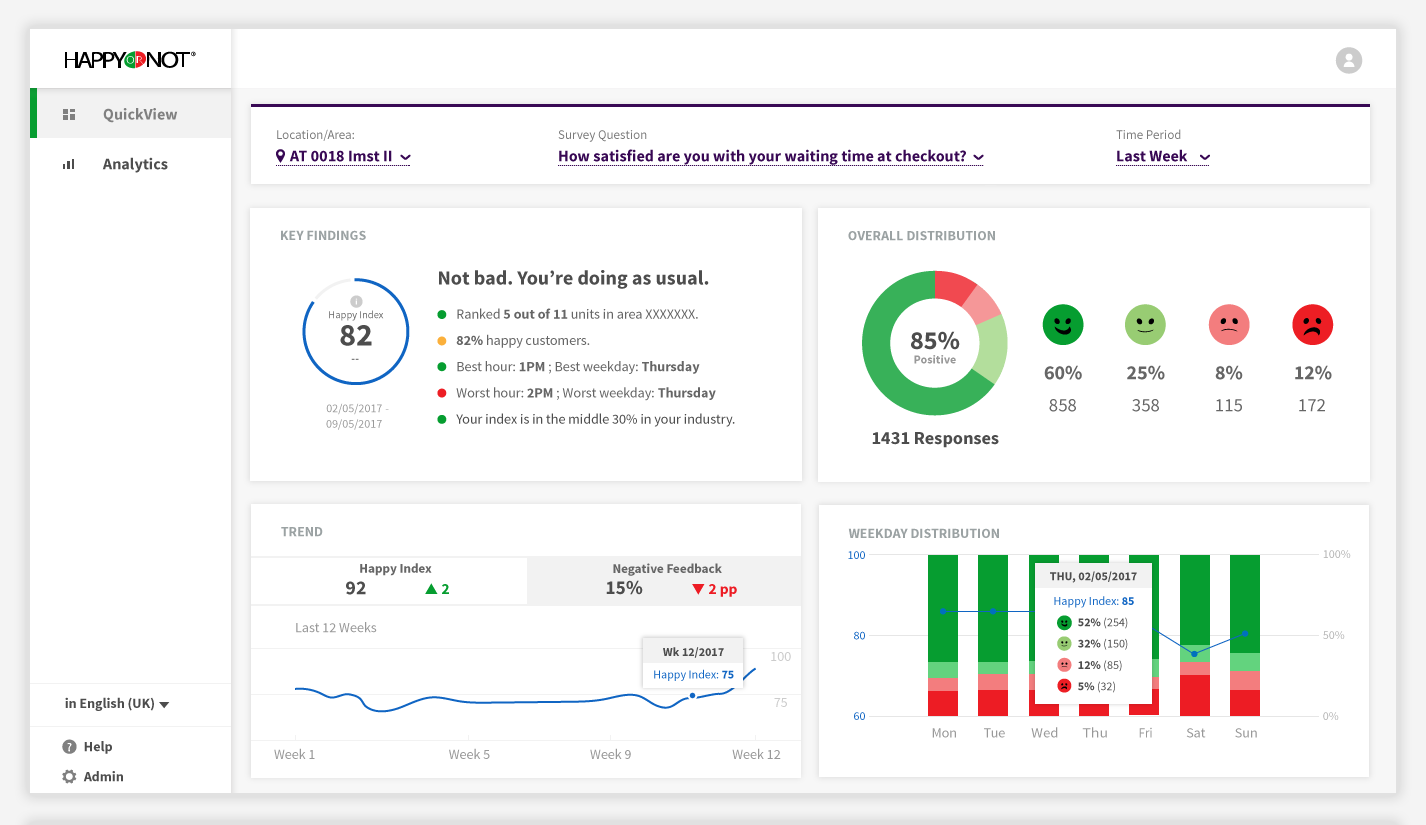 HAPPYORNOT®
QuickView
Analytics
in English (UK)
? Help
Admin
Location/Area:
AT 0018 Imst II
Survey Question
How satisfied are you with your waiting time at checkout?
Time Period
Last Week
KEY FINDINGS
i
Happy Index
82
--
02/05/2017 -
09/05/2017
Not bad. You’re doing as usual.
Ranked 5 out of 11 units in area XXXXXXX.
82% happy customers.
Best hour: 1PM ; Best weekday: Thursday
Worst hour: 2PM ; Worst weekday: Thursday
Your index is in the middle 30% in your industry.
OVERALL DISTRIBUTION
85%
Positive
1431 Responses
60% 25% 8% 12%
858 358 115 172
TREND
Happy Index
92 2
Negative Feedback
15% 2 pp
Last 12 Weeks
Wk 12/2017
Happy Index: 75
100
75
Week 1 Week 5 Week 9 Week 12
WEEKDAY DISTRIBUTION
100 100%
80 50%
60 0%
THU, 02/05/2017
Happy Index: 85
52% (254)
32% (150)
12% (85)
5% (32)
Mon Tue Wed Thu Fri Sat Sun